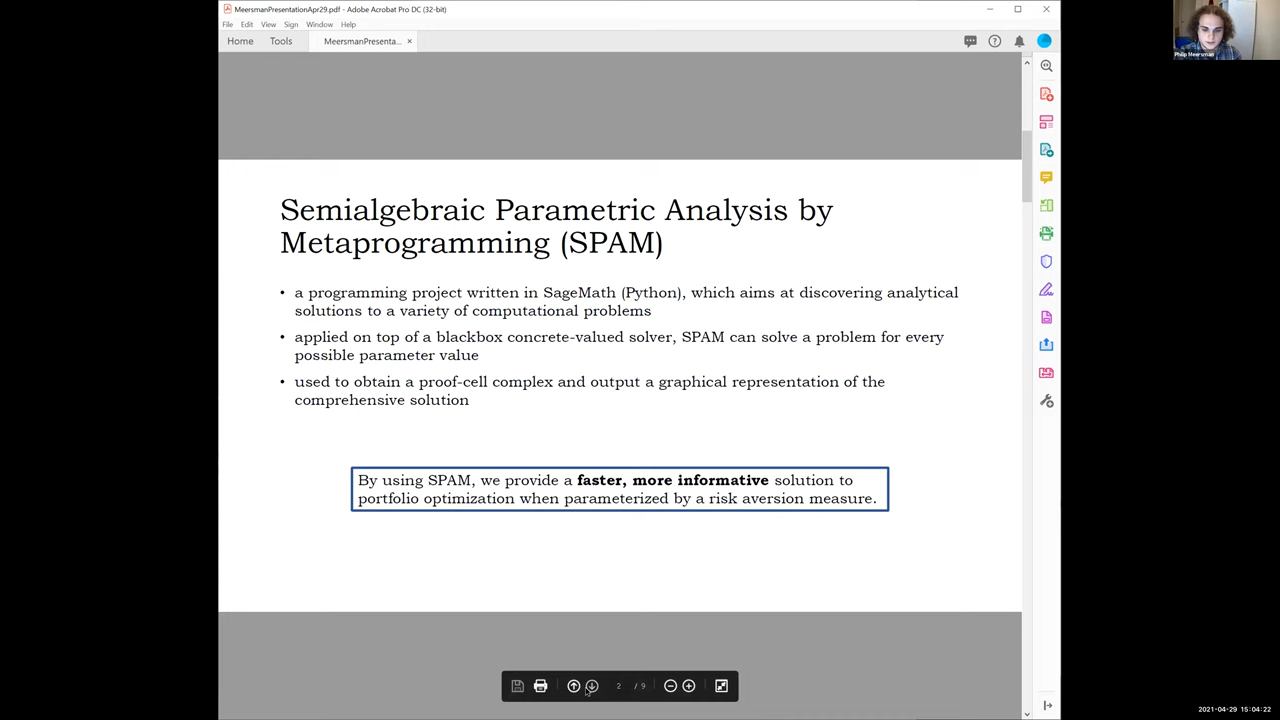 MeersmanPresentationApr29.pdf - Adobe Acrobat Pro DC (32-bit)
File Edit View Sign Window Help
Home Tools MeersmanPresenta... ×
Philip Meersman
Semialgebraic Parametric Analysis by
Metaprogramming (SPAM)
• a programming project written in SageMath (Python), which aims at discovering analytical
solutions to a variety of computational problems
• applied on top of a blackbox concrete-valued solver, SPAM can solve a problem for every
possible parameter value
• used to obtain a proof-cell complex and output a graphical representation of the
comprehensive solution
By using SPAM, we provide a faster, more informative solution to
portfolio optimization when parameterized by a risk aversion measure.
2 / 9
2021-04-29 15:04:22